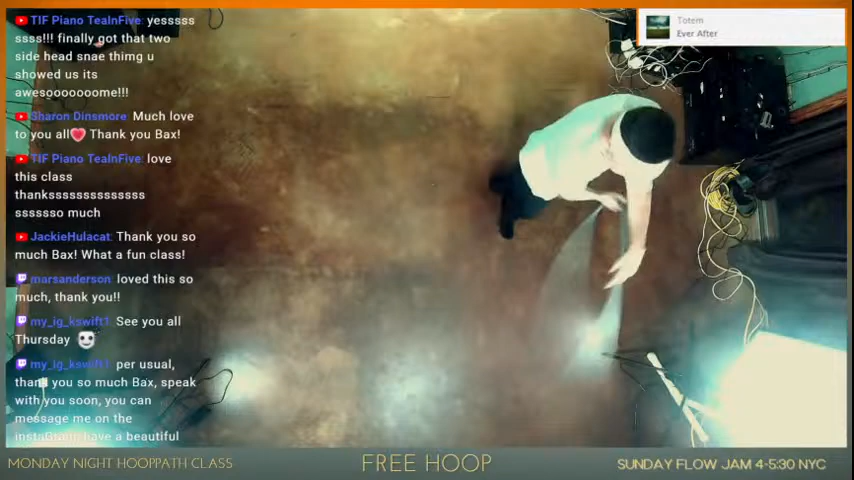 TIF Piano TeaInFive: yesssss
ssss!!! finally got that two
side head snae thimg u
showed us its
awesooooooome!!!
Sharon Dinsmore: Much love
to you all❤️ Thank you Bax!
TIF Piano TeaInFive: love
this class
thanksssssssssssss
sssssso much
JackieHulacat: Thank you so
much Bax! What a fun class!
marsanderson: loved this so
much, thank you!!
my_ig_kswift1: See you all
Thursday
my_ig_kswift1: per usual,
thank you so much Bax, speak
with you soon, you can
message me on the
instaGram have a beautiful
Totem
Ever After
MONDAY NIGHT HOOPPATH CLASS
FREE HOOP
SUNDAY FLOW JAM 4-5:30 NYC